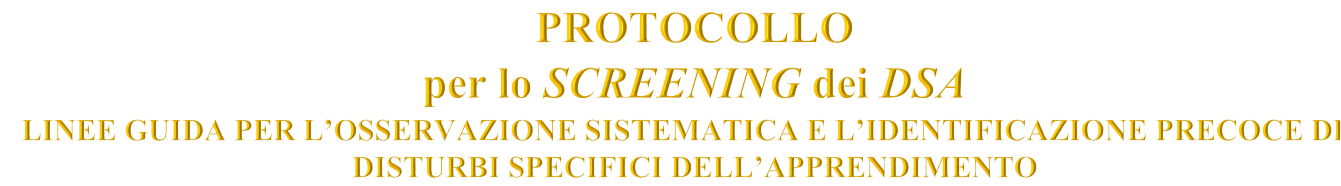 PROTOCOLLO
per lo SCREENING dei DSA
LINEE GUIDA PER L’OSSERVAZIONE SISTEMATICA E L’IDENTIFICAZIONE PRECOCE DI
DISTURBI SPECIFICI DELL’APPRENDIMENTO